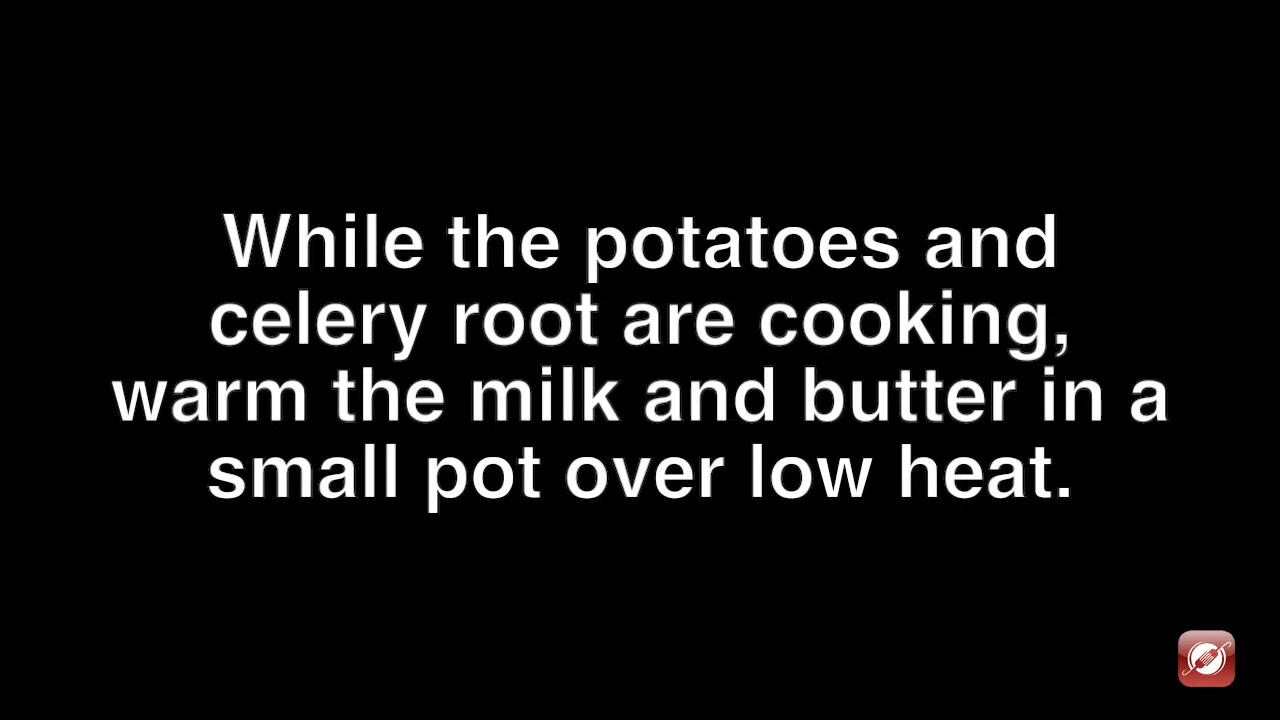 While the potatoes and
celery root are cooking,
warm the milk and butter in a
small pot over low heat.